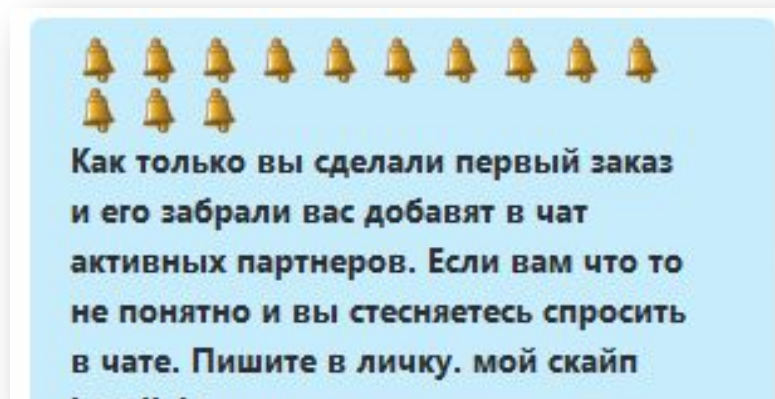 🔔 🔔 🔔 🔔 🔔 🔔 🔔 🔔 🔔 🔔
🔔 🔔 🔔
Как только вы сделали первый заказ
и его забрали вас добавят в чат
активных партнеров. Если вам что то
не понятно и вы стесняетесь спросить
в чате. Пишите в личку. мой скайп